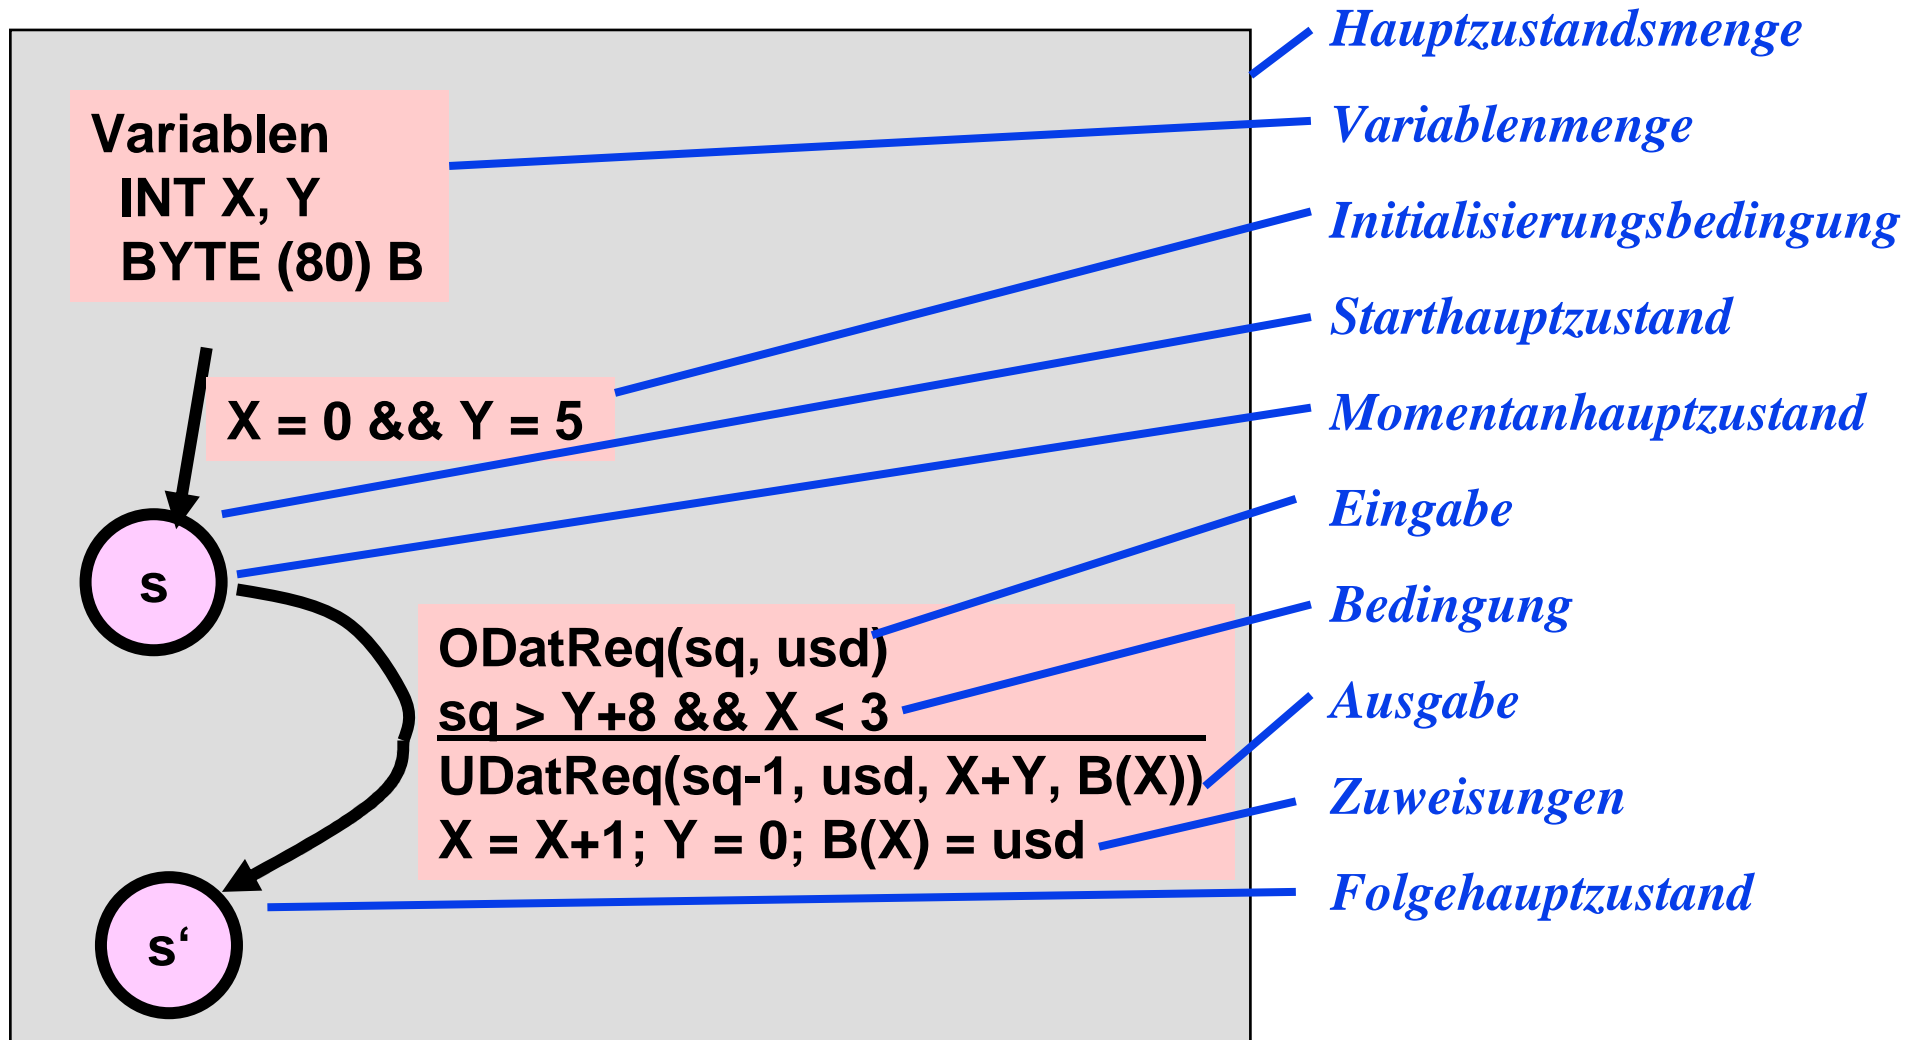 Variablen
INT X, Y
BYTE (80) B
X = 0 && Y = 5
s
ODatReq(sq, usd)
sq > Y+8 && X < 3
UDatReq(sq-1, usd, X+Y, B(X))
X = X+1; Y = 0; B(X) = usd
s‘
Hauptzustandsmenge
Variablenmenge
Initialisierungsbedingung
Starthauptzustand
Momentanhauptzustand
Eingabe
Bedingung
Ausgabe
Zuweisungen
Folgehauptzustand